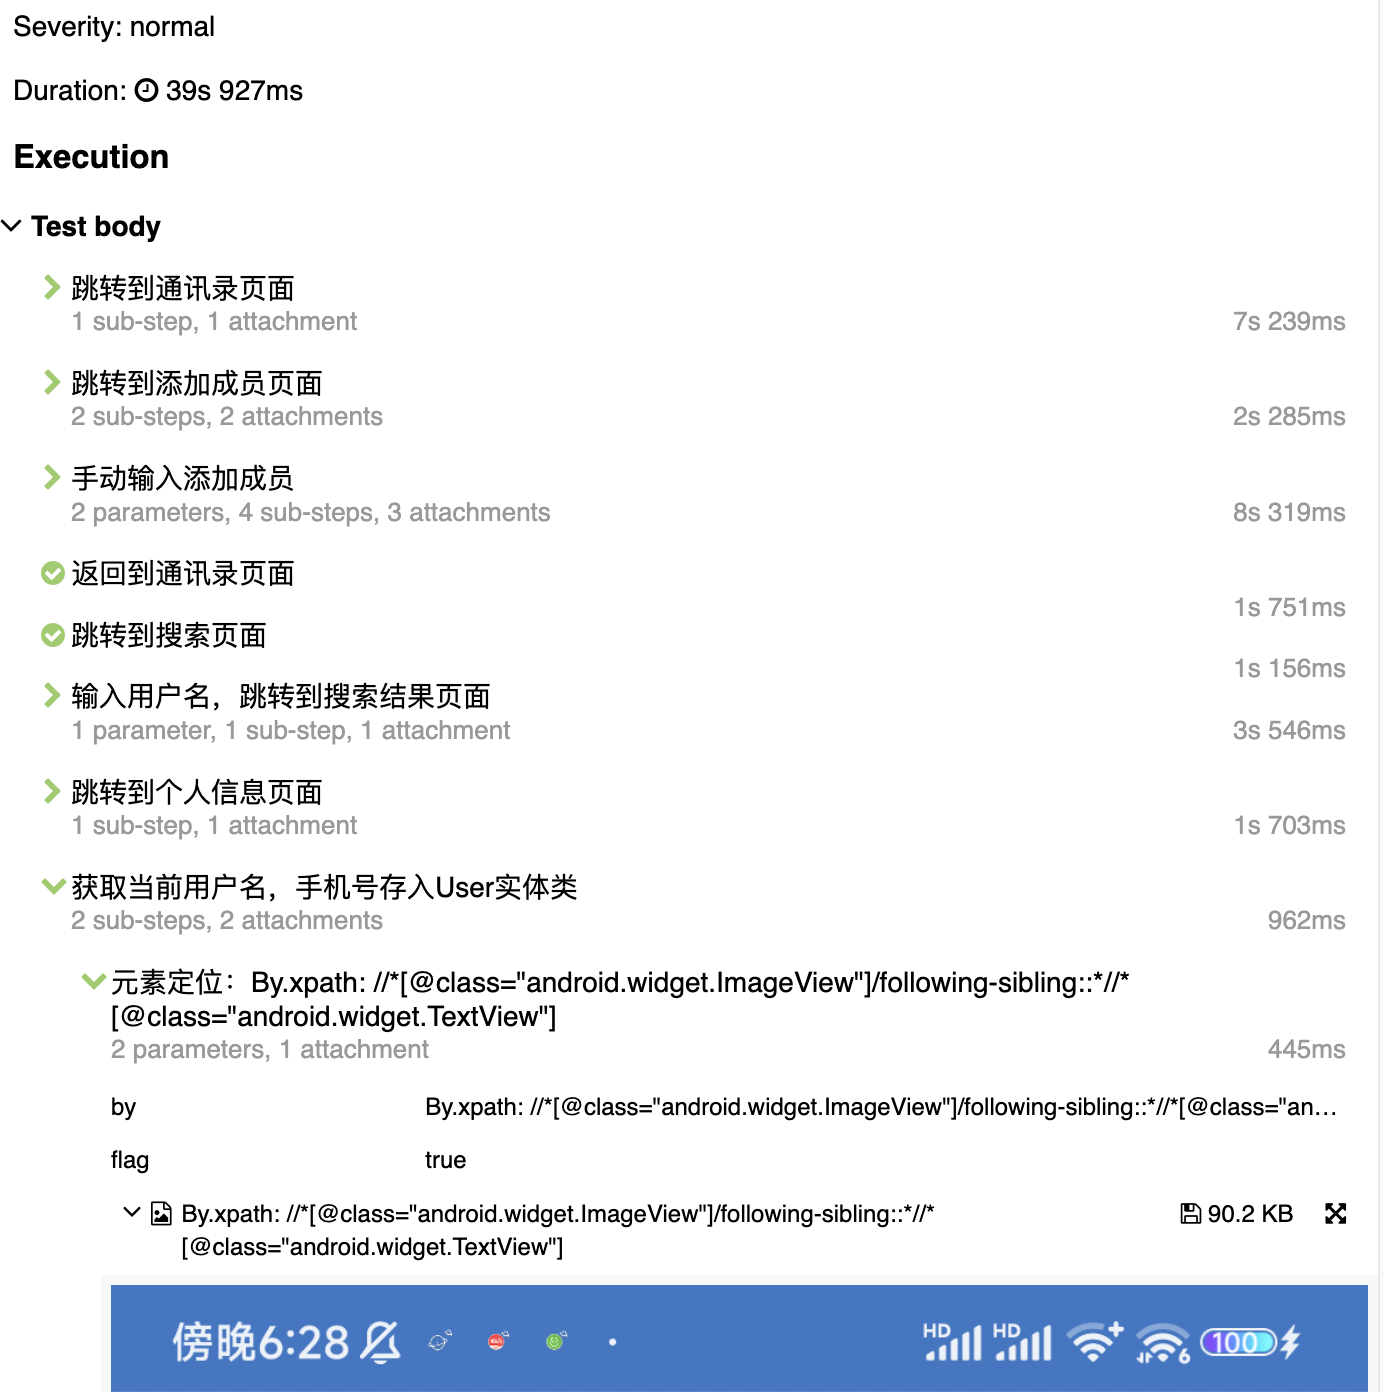 Severity: normal
Duration: 39s 927ms
Execution
Test body
跳转到通讯录页面
1 sub-step, 1 attachment 7s 239ms
跳转到添加成员页面
2 sub-steps, 2 attachments 2s 285ms
手动输入添加成员
2 parameters, 4 sub-steps, 3 attachments 8s 319ms
返回到通讯录页面
1s 751ms
跳转到搜索页面
1s 156ms
输入用户名，跳转到搜索结果页面
1 parameter, 1 sub-step, 1 attachment 3s 546ms
跳转到个人信息页面
1 sub-step, 1 attachment 1s 703ms
获取当前用户名，手机号存入User实体类
2 sub-steps, 2 attachments 962ms
元素定位：By.xpath: //*[@class="android.widget.ImageView"]/following-sibling::*//*
[@class="android.widget.TextView"]
2 parameters, 1 attachment 445ms
by By.xpath: //*[@class="android.widget.ImageView"]/following-sibling::*//*[@class="an...
flag true
By.xpath: //*[@class="android.widget.ImageView"]/following-sibling::*//* 90.2 KB
[@class="android.widget.TextView"]
傍晚6:28 HD HD 6 100